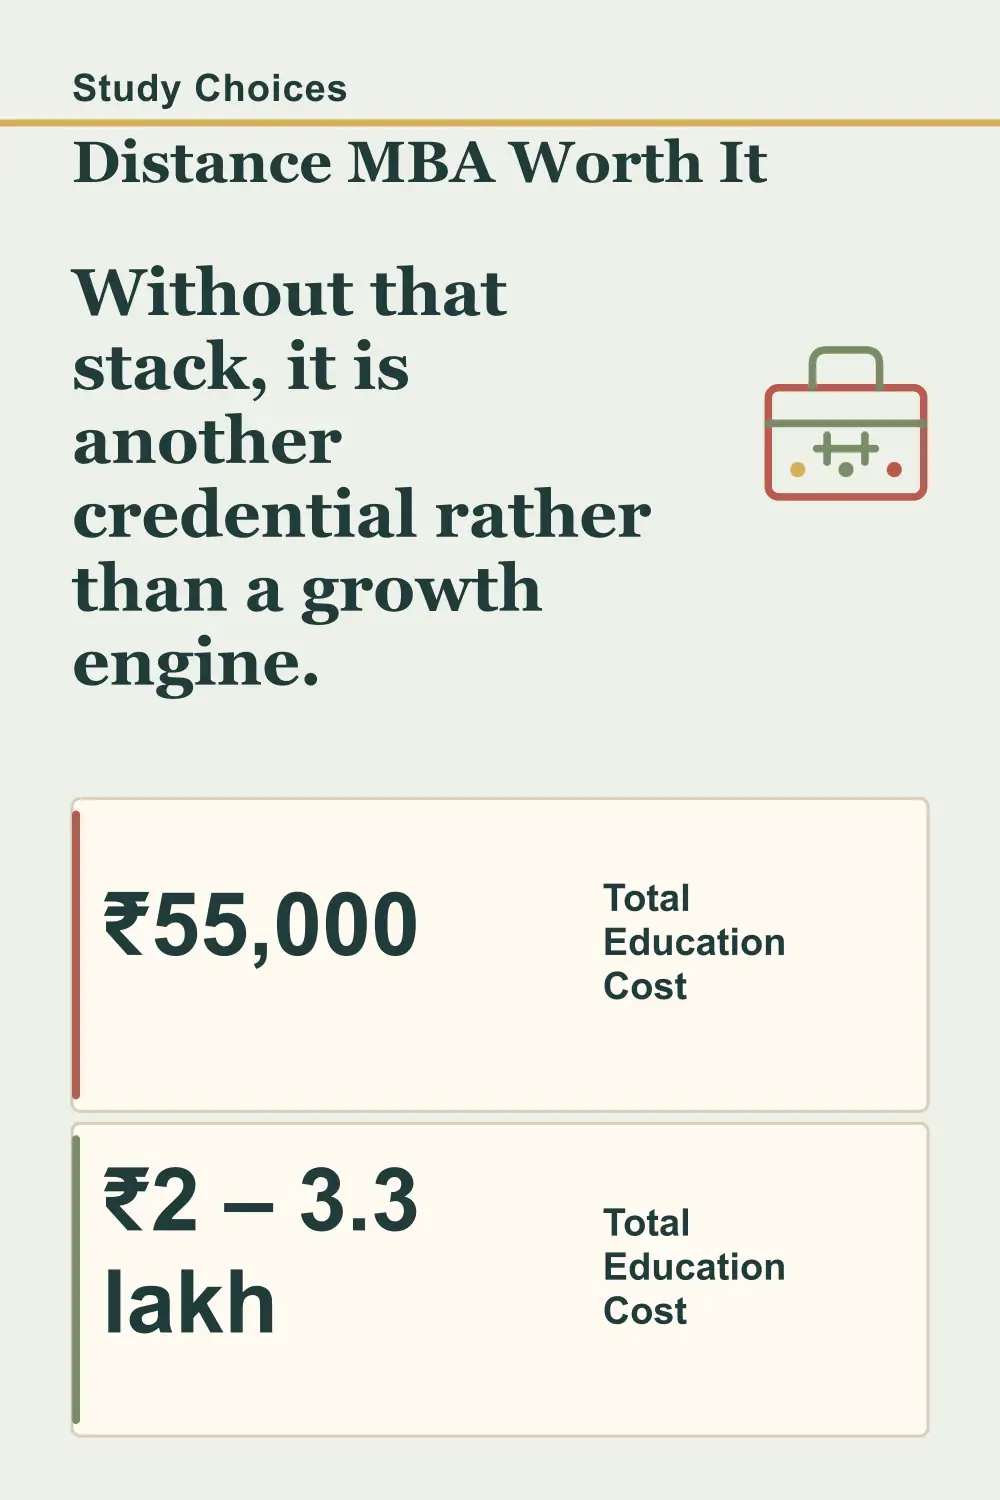 Study Choices
Distance MBA Worth It
Without that
stack, it is
another
credential rather
than a growth
engine.
₹55,000
Total
Education
Cost
₹2 – 3.3
lakh
Total
Education
Cost